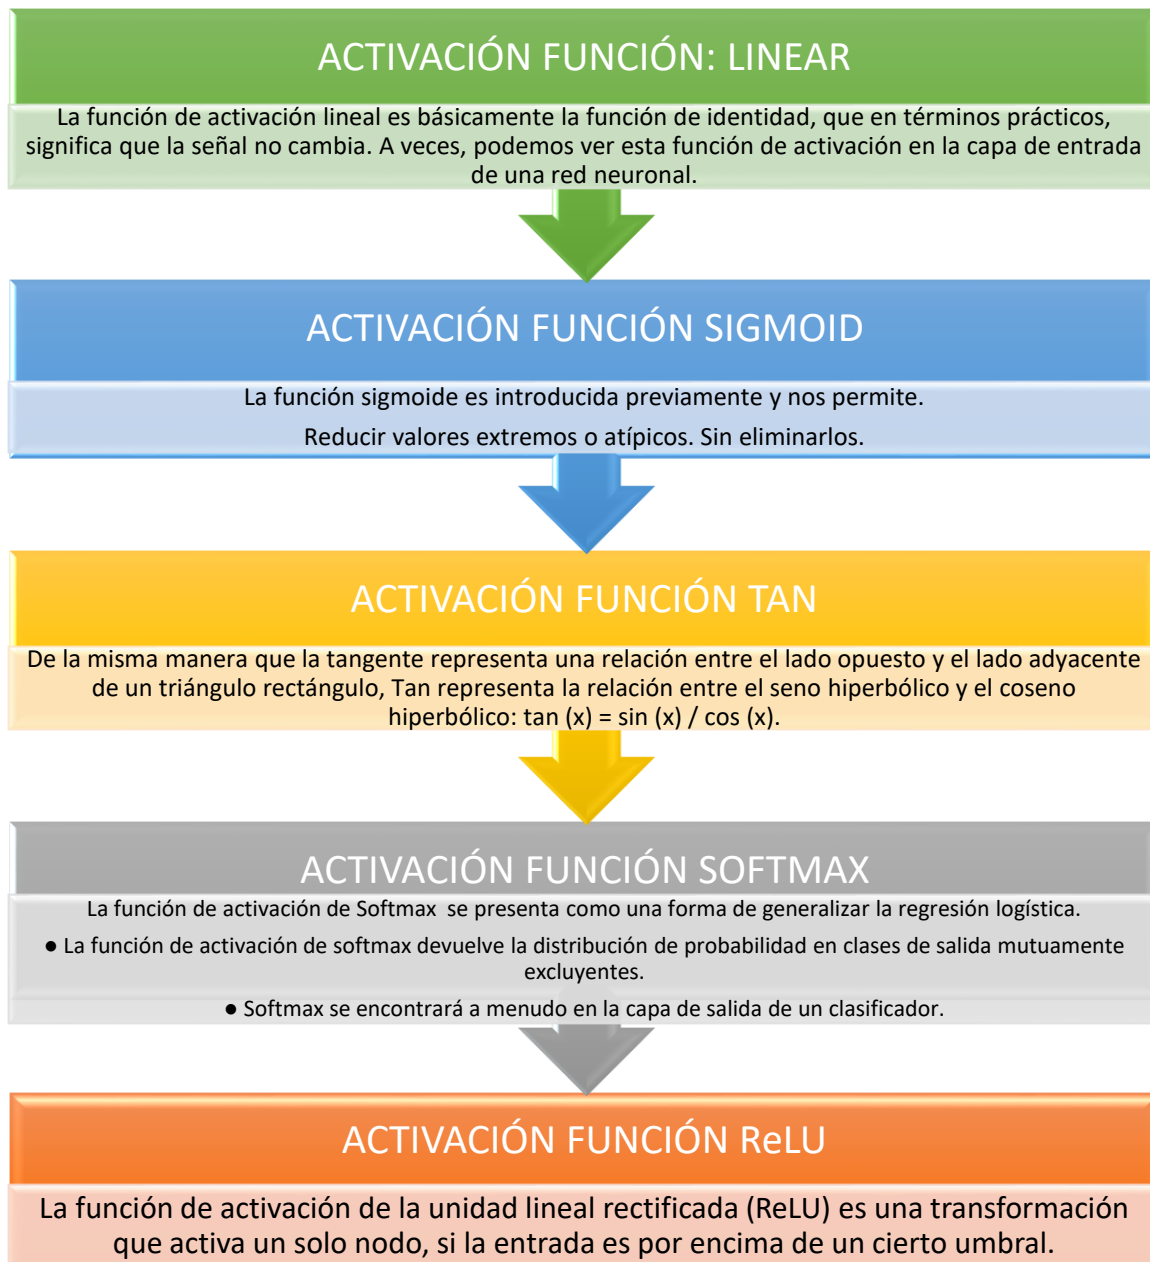 ACTIVACIÓN FUNCIÓN: LINEAR
La función de activación lineal es básicamente la función de identidad, que en términos prácticos,
significa que la señal no cambia. A veces, podemos ver esta función de activación en la capa de entrada
de una red neuronal.
ACTIVACIÓN FUNCIÓN SIGMOID
La función sigmoide es introducida previamente y nos permite.
Reducir valores extremos o atípicos. Sin eliminarlos.
ACTIVACIÓN FUNCIÓN TAN
De la misma manera que la tangente representa una relación entre el lado opuesto y el lado adyacente
de un triángulo rectángulo, Tan representa la relación entre el seno hiperbólico y el coseno
hiperbólico: tan (x) = sin (x) / cos (x).
ACTIVACIÓN FUNCIÓN SOFTMAX
La función de activación de Softmax  se presenta como una forma de generalizar la regresión logística.
● La función de activación de softmax devuelve la distribución de probabilidad en clases de salida mutuamente
excluyentes.
● Softmax se encontrará a menudo en la capa de salida de un clasificador.
ACTIVACIÓN FUNCIÓN ReLU
La función de activación de la unidad lineal rectificada (ReLU) es una transformación
que activa un solo nodo, si la entrada es por encima de un cierto umbral.